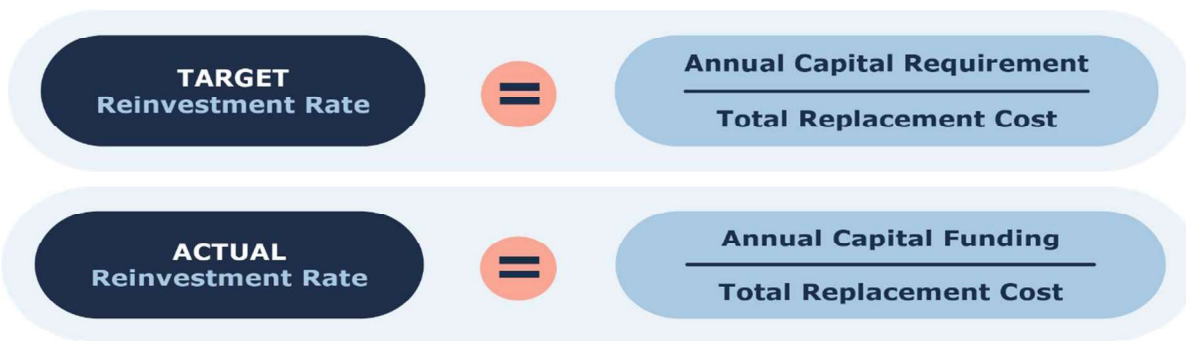 TARGET
Reinvestment Rate
=
Annual Capital Requirement
Total Replacement Cost
ACTUAL
Reinvestment Rate
=
Annual Capital Funding
Total Replacement Cost